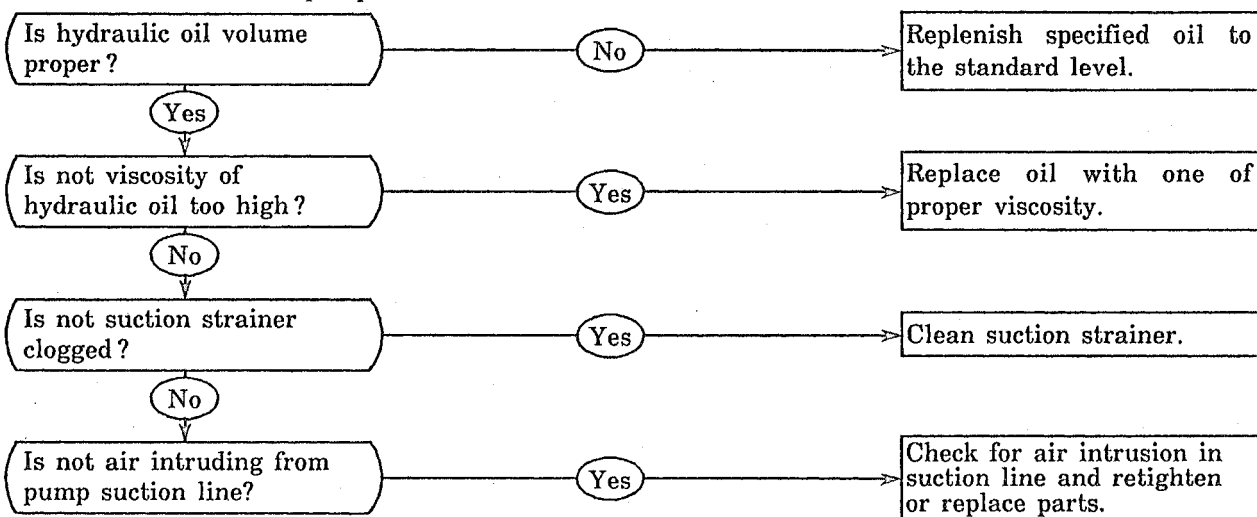 Is hydraulic oil volume
proper?
No
Replenish specified oil to
the standard level.
Yes
Is not viscosity of
hydraulic oil too high?
Yes
Replace oil with one of
proper viscosity.
No
Is not suction strainer
clogged?
Yes
Clean suction strainer.
No
Is not air intruding from
pump suction line?
Yes
Check for air intrusion in
suction line and retighten
or replace parts.